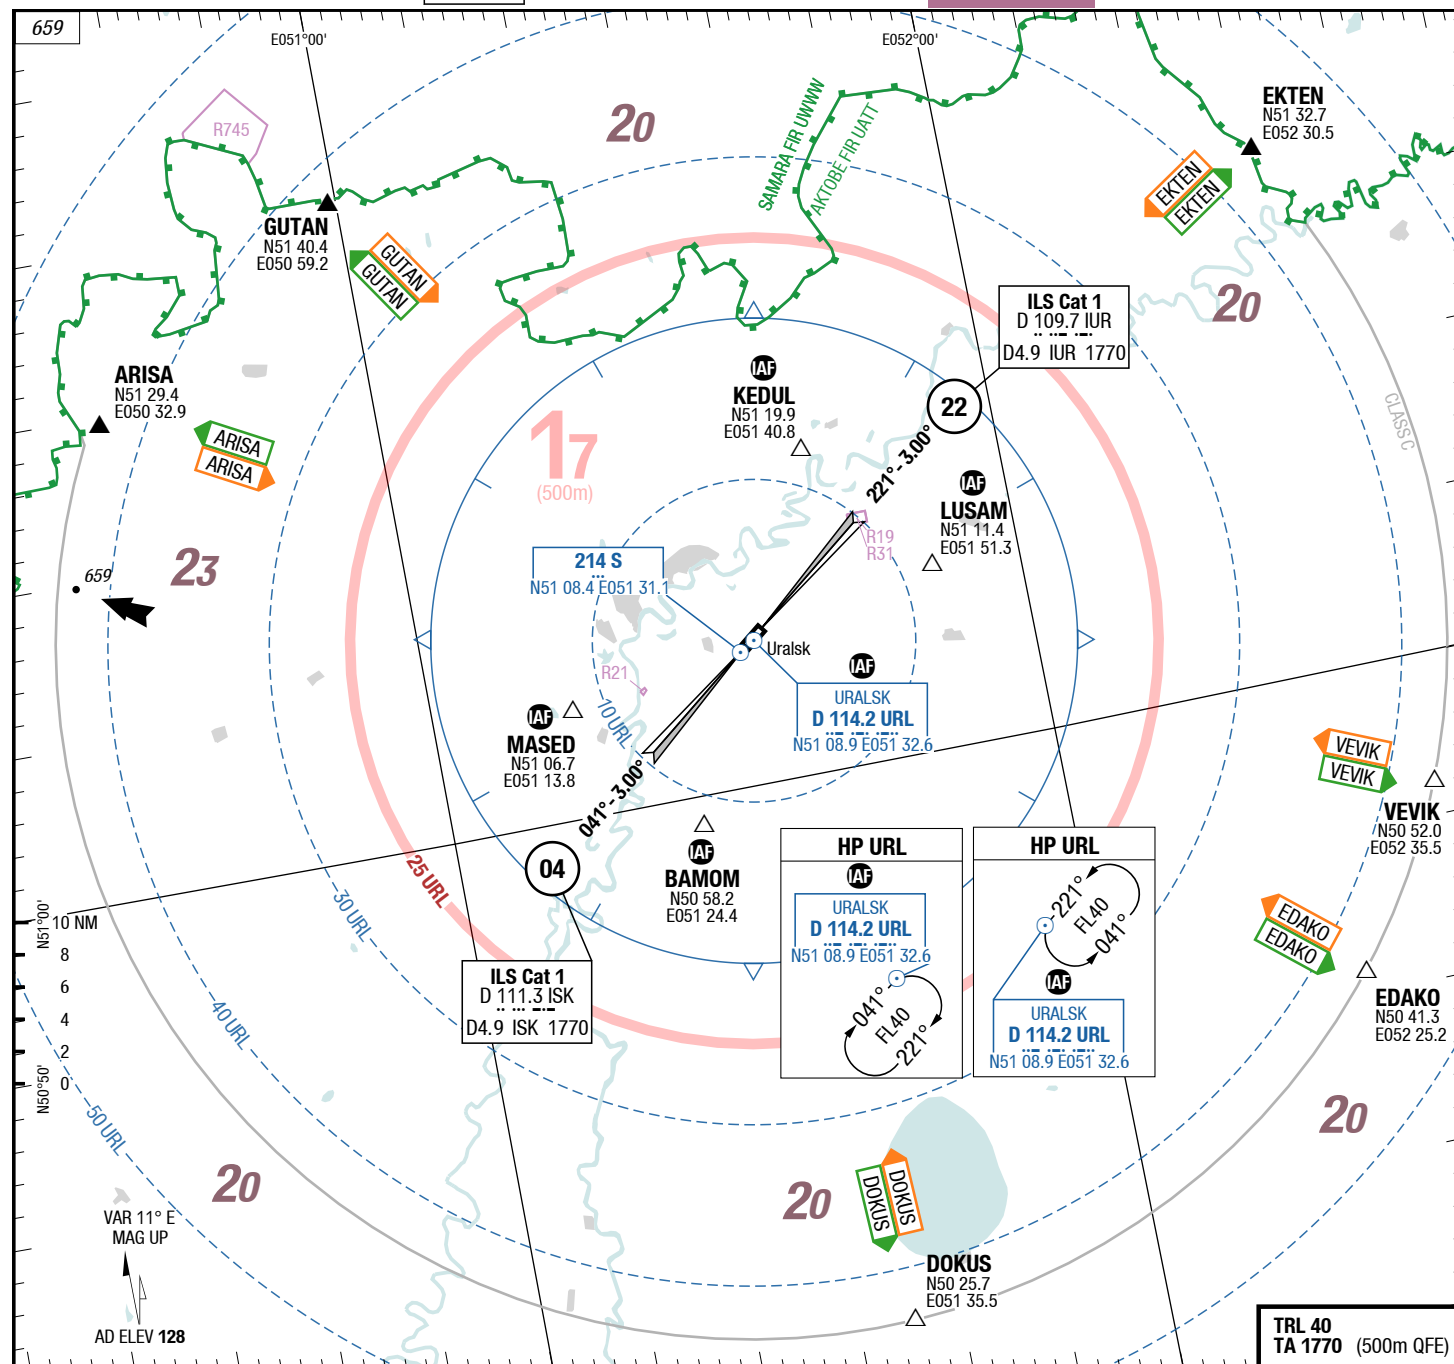 659
E051°00'
E052°00'
R745
20
SAMARA FIR UWWW
AKTOBE FIR UATT
EKTEN
N51 32.7
E052 30.5
EKTEN
EKTEN
GUTAN
N51 40.4
E050 59.2
GUTAN
GUTAN
20
ILS Cat 1
D 109.7 IUR
D4.9 IUR 1770
ARISA
N51 29.4
E050 32.9
ARISA
ARISA
IAF
KEDUL
N51 19.9
E051 40.8
22
221°-3.00°
CLASS C
17
(500m)
IAF
LUSAM
N51 11.4
E051 51.3
R19
R31
23
659
214 S
N51 08.4 E051 31.1
Uralsk
R21
10 URL
IAF
URALSK
D 114.2 URL
N51 08.9 E051 32.6
IAF
MASED
N51 06.7
E051 13.8
041°-3.00°
VEVIK
VEVIK
VEVIK
N50 52.0
E052 35.5
04
IAF
BAMOM
N50 58.2
E051 24.4
25 URL
30 URL
40 URL
50 URL
HP URL
IAF
URALSK
D 114.2 URL
N51 08.9 E051 32.6
041°
FL40
221°
HP URL
221°
FL40
041°
IAF
URALSK
D 114.2 URL
N51 08.9 E051 32.6
N51°00'
10 NM
8
6
4
2
0
N50°50'
ILS Cat 1
D 111.3 ISK
D4.9 ISK 1770
EDAKO
EDAKO
EDAKO
N50 41.3
E052 25.2
20
20
20
DOKUS
DOKUS
DOKUS
N50 25.7
E051 35.5
VAR 11° E
MAG UP
AD ELEV 128
TRL 40
TA 1770 (500m QFE)